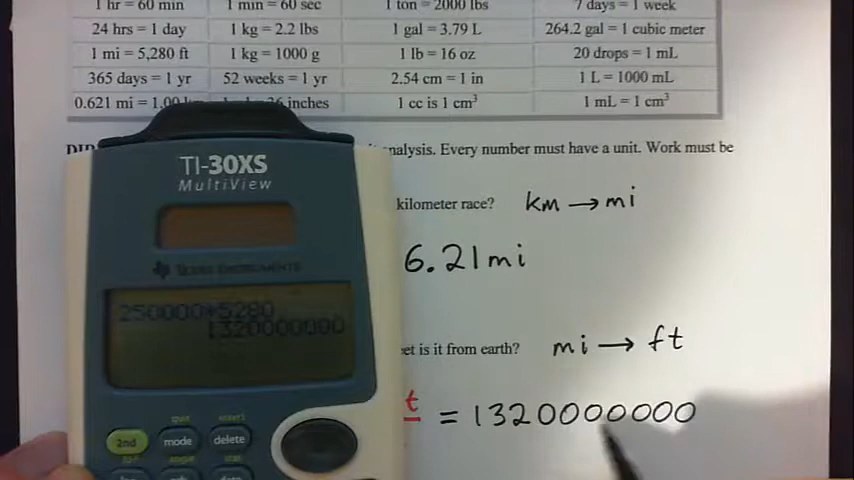 1 hr = 60 min 1 min = 60 sec 1 ton = 2000 lbs 7 days = 1 week
24 hrs = 1 day 1 kg = 2.2 lbs 1 gal = 3.79 L 264.2 gal = 1 cubic meter
1 mi = 5,280 ft 1 kg = 1000 g 1 lb = 16 oz 20 drops = 1 mL
365 days = 1 yr 52 weeks = 1 yr 2.54 cm = 1 in 1 L = 1000 mL
0.621 mi = 1.00 inches 1 cc is 1 cm³ 1 mL = 1 cm³
analysis. Every number must have a unit. Work must be
TI-30XS
MultiView
kilometer race? km → mi
TEXAS INSTRUMENTS
6.21 mi
250000*5280
1320000000
et is it from earth? mi → ft
t = 1320000000
2nd mode delete